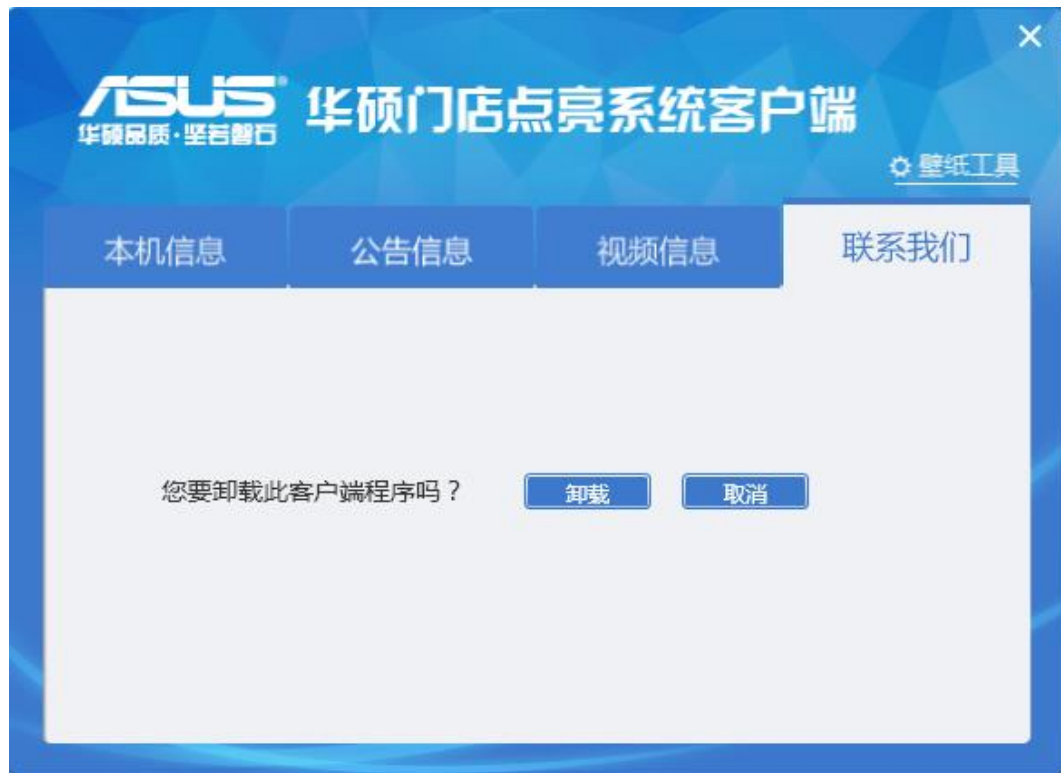 ASUS® 华硕门店点亮系统客户端
华硕品质·坚若磐石
壁纸工具
本机信息 公告信息 视频信息 联系我们
您要卸载此客户端程序吗？ 卸载 取消